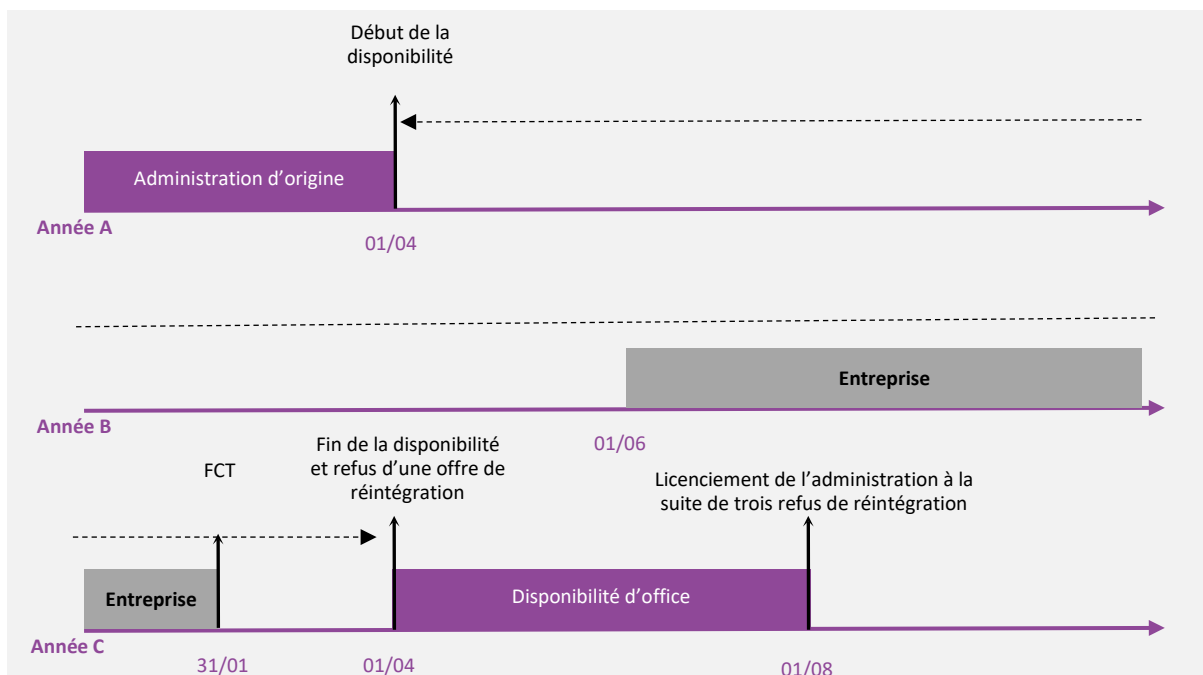 Début de la
disponibilité
Administration d’origine
Année A
01/04
Entreprise
Année B
01/06
FCT
Fin de la disponibilité
et refus d’une offre de
réintégration
Licenciement de l’administration à la
suite de trois refus de réintégration
Entreprise
Disponibilité d’office
Année C
31/01
01/04
01/08